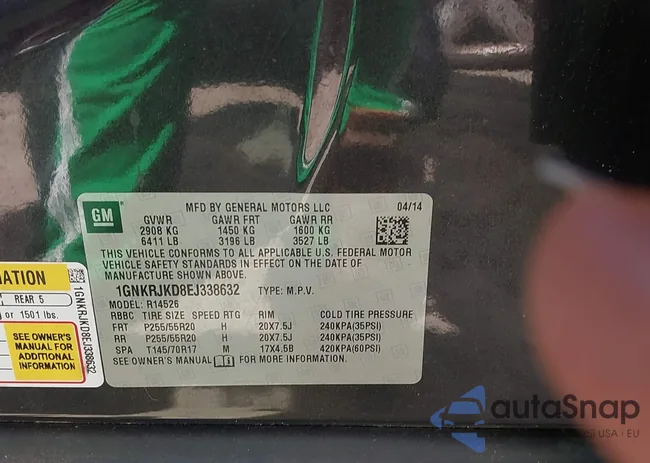 GM
MFD BY GENERAL MOTORS LLC 04/14
GVWR GAWR FRT GAWR RR
2908 KG 1450 KG 1600 KG
6411 LB 3196 LB 3527 LB
THIS VEHICLE CONFORMS TO ALL APPLICABLE U.S. FEDERAL MOTOR
VEHICLE SAFETY STANDARDS IN EFFECT ON THE DATE OF
MANUFACTURE SHOWN ABOVE.
1GNKRJKD8EJ338632 TYPE: M.P.V.
MODEL: R14526
RBBC TIRE SIZE SPEED RTG RIM COLD TIRE PRESSURE
FRT P255/55R20 H 20X7.5J 240KPA(35PSI)
RR P255/55R20 H 20X7.5J 240KPA(35PSI)
SPA T145/70R17 M 17X4.5B 420KPA(60PSI)
SEE OWNER'S MANUAL FOR MORE INFORMATION.
REAR 5
or 1501 lbs.
SEE OWNER'S
MANUAL FOR
ADDITIONAL
INFORMATION
1GNKRJKD8EJ338632
autaSnap
USA · EU